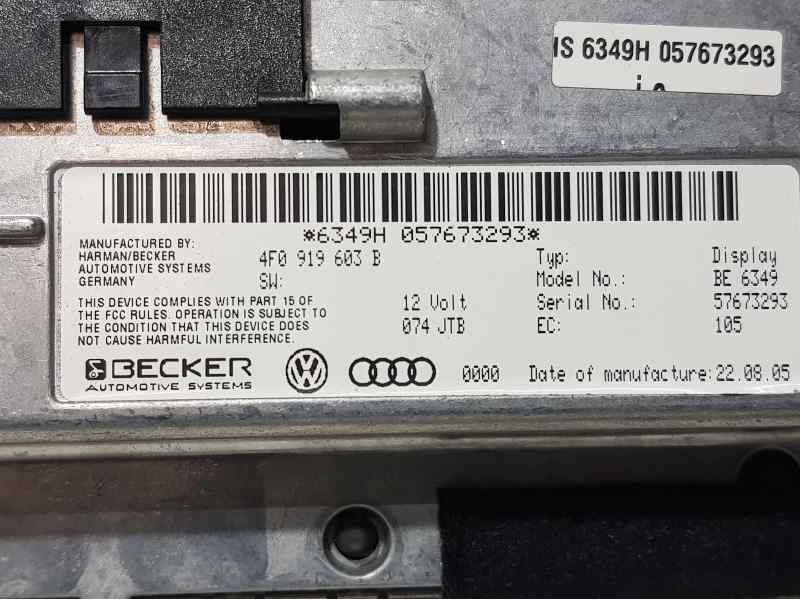 HS 6349H 057673293
*6349H 057673293*
MANUFACTURED BY:
HARMAN/BECKER
AUTOMOTIVE SYSTEMS
GERMANY
4F0 919 603 B
SW:
THIS DEVICE COMPLIES WITH PART 15 OF
THE FCC RULES. OPERATION IS SUBJECT TO
THE CONDITION THAT THIS DEVICE DOES
NOT CAUSE HARMFUL INTERFERENCE.
12 Volt
074 JTB
Typ: Display
Model No.: BE 6349
Serial No.: 57673293
EC: 105
BECKER
AUTOMOTIVE SYSTEMS
0000 Date of manufacture: 22.08.05